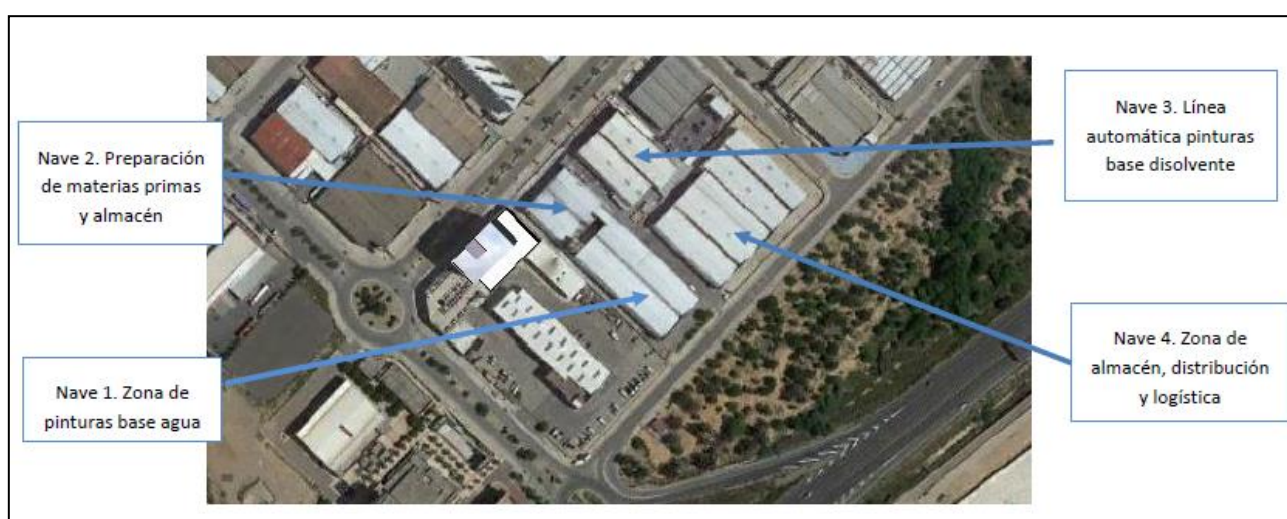 Nave 2. Preparación
de materias primas
y almacén
Nave 1. Zona de
pinturas base agua
Nave 3. Línea
automática pinturas
base disolvente
Nave 4. Zona de
almacén, distribución
y logística